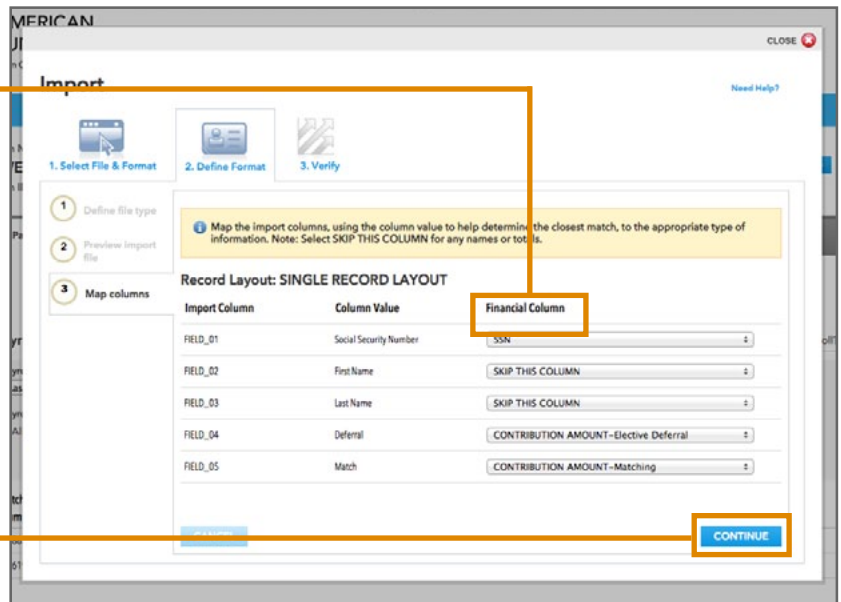 MERICAN
CLOSE
Import
Need Help?
1. Select File & Format
2. Define Format
3. Verify
1 Define file type
2 Preview import
file
3 Map columns
Map the import columns, using the column value to help determine the closest match, to the appropriate type of
information. Note: Select SKIP THIS COLUMN for any names or totals.
Record Layout: SINGLE RECORD LAYOUT
Import Column Column Value Financial Column
FIELD_01 Social Security Number SSN
FIELD_02 First Name SKIP THIS COLUMN
FIELD_03 Last Name SKIP THIS COLUMN
FIELD_04 Deferral CONTRIBUTION AMOUNT-Elective Deferral
FIELD_05 Match CONTRIBUTION AMOUNT-Matching
CANCEL
CONTINUE